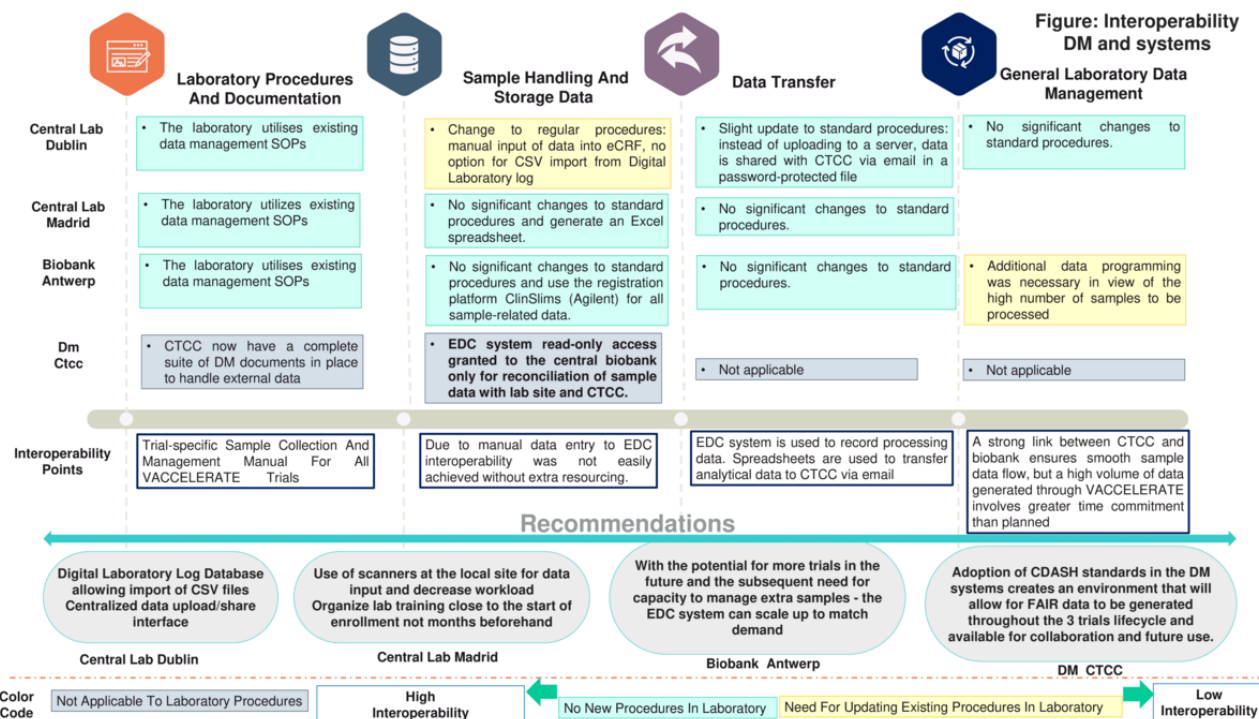 Figure: Interoperability
DM and systems
Laboratory Procedures
And Documentation
Sample Handling And
Storage Data
Data Transfer
General Laboratory Data
Management
Central Lab
Dublin
• The laboratory utilises existing
data management SOPs
• Change to regular procedures:
manual input of data into eCRF, no
option for CSV import from Digital
Laboratory log
• Slight update to standard procedures:
instead of uploading to a server, data
is shared with CTCC via email in a
password-protected file
• No significant changes to
standard procedures.
Central Lab
Madrid
• The laboratory utilizes existing
data management SOPs
• No significant changes to standard
procedures and generate an Excel
spreadsheet.
• No significant changes to standard
procedures.
Biobank
Antwerp
• The laboratory utilises existing
data management SOPs
• No significant changes to standard
procedures and use the registration
platform ClinSlims (Agilent) for all
sample-related data.
• No significant changes to standard
procedures.
• Additional data programming
was necessary in view of the
high number of samples to be
processed
Dm
Ctcc
• CTCC now have a complete
suite of DM documents in place
to handle external data
• EDC system read-only access
granted to the central biobank
only for reconciliation of sample
data with lab site and CTCC.
• Not applicable
• Not applicable
Interoperability
Points
Trial-specific Sample Collection And
Management Manual For All
VACCELERATE Trials
Due to manual data entry to EDC
interoperability was not easily
achieved without extra resourcing.
EDC system is used to record processing
data. Spreadsheets are used to transfer
analytical data to CTCC via email
A strong link between CTCC and
biobank ensures smooth sample
data flow, but a high volume of data
generated through VACCELERATE
involves greater time commitment
than planned
Recommendations
Digital Laboratory Log Database
allowing import of CSV files
Centralized data upload/share
interface
Central Lab Dublin
Use of scanners at the local site for data
input and decrease workload
Organize lab training close to the start of
enrollment not months beforehand
Central Lab Madrid
With the potential for more trials in the
future and the subsequent need for
capacity to manage extra samples - the
EDC system can scale up to match
demand
Biobank Antwerp
Adoption of CDASH standards in the DM
systems creates an environment that will
allow for FAIR data to be generated
throughout the 3 trials lifecycle and
available for collaboration and future use.
DM CTCC
Color
Code
Not Applicable To Laboratory Procedures
High
Interoperability
No New Procedures In Laboratory
Need For Updating Existing Procedures In Laboratory
Low
Interoperability